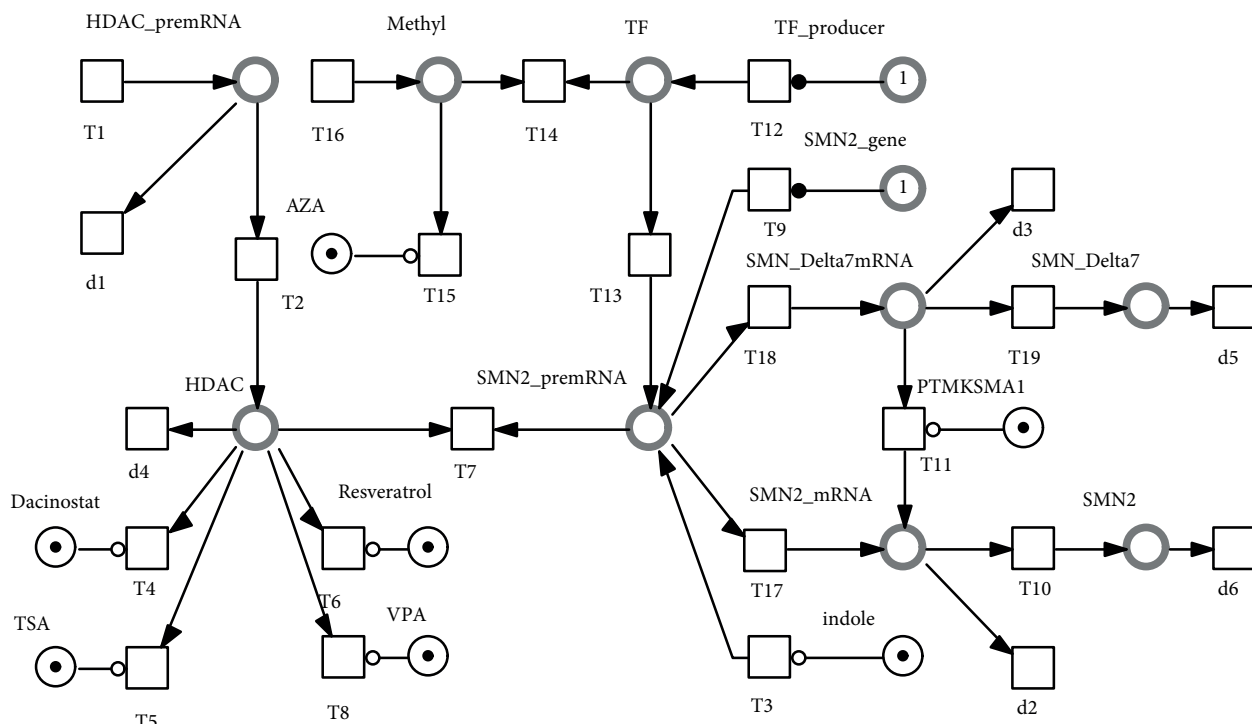 HDAC_premRNA
Methyl
TF
TF_producer
1
T1
T16
T14
T12
SMN2_gene
1
AZA
T9
d3
d1
T2
T15
T13
SMN_Delta7mRNA
SMN_Delta7
T18
T19
d5
HDAC
SMN2_premRNA
PTMKSMA1
d4
T7
T11
Dacinostat
Resveratrol
SMN2_mRNA
SMN2
T4
T6
T17
T10
d6
TSA
VPA
indole
T5
T8
T3
d2